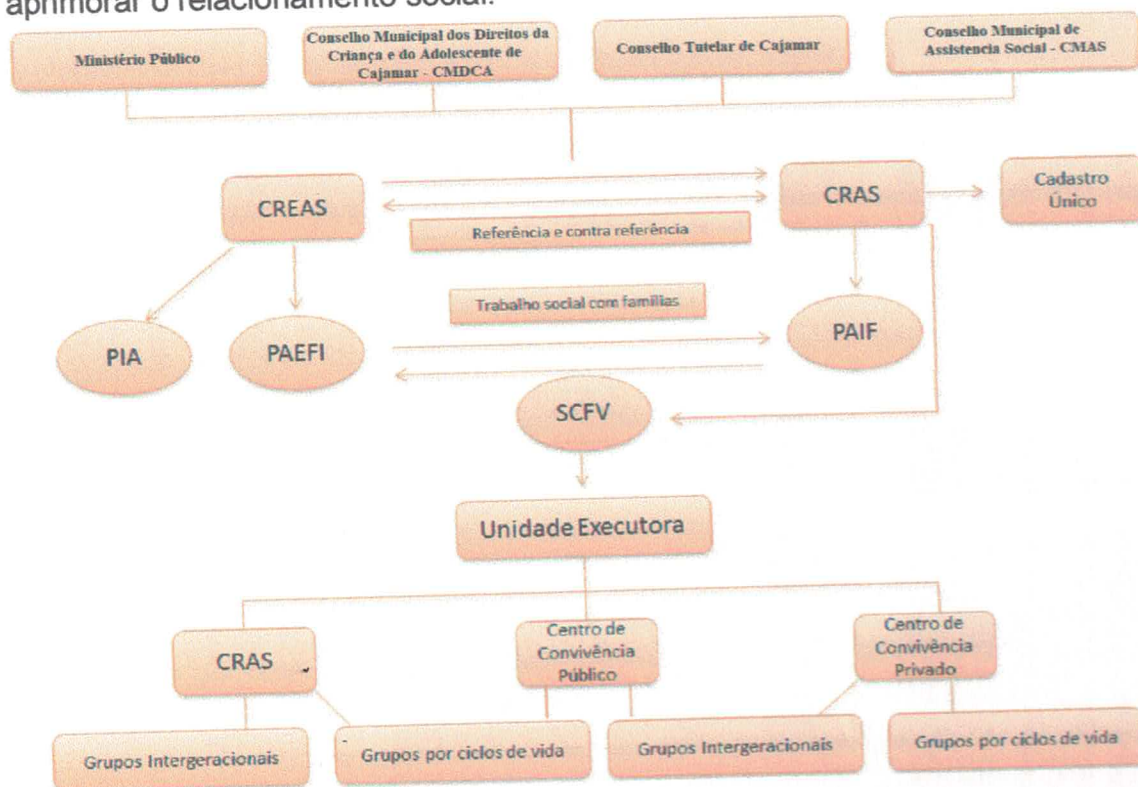 aprimorar o relacionamento social.
Ministério Público
Conselho Municipal dos Direitos da
Criança e do Adolescente de
Cajamar - CMDCA
Conselho Tutelar de Cajamar
Conselho Municipal de
Assistencia Social - CMAS
CREAS
CRAS
Cadastro
Único
Referência e contra referência
Trabalho social com famílias
PIA
PAEFI
PAIF
SCFV
Unidade Executora
CRAS
Centro de
Convivência
Público
Centro de
Convivência
Privado
Grupos Intergeracionais
Grupos por ciclos de vida
Grupos Intergeracionais
Grupos por ciclos de vida